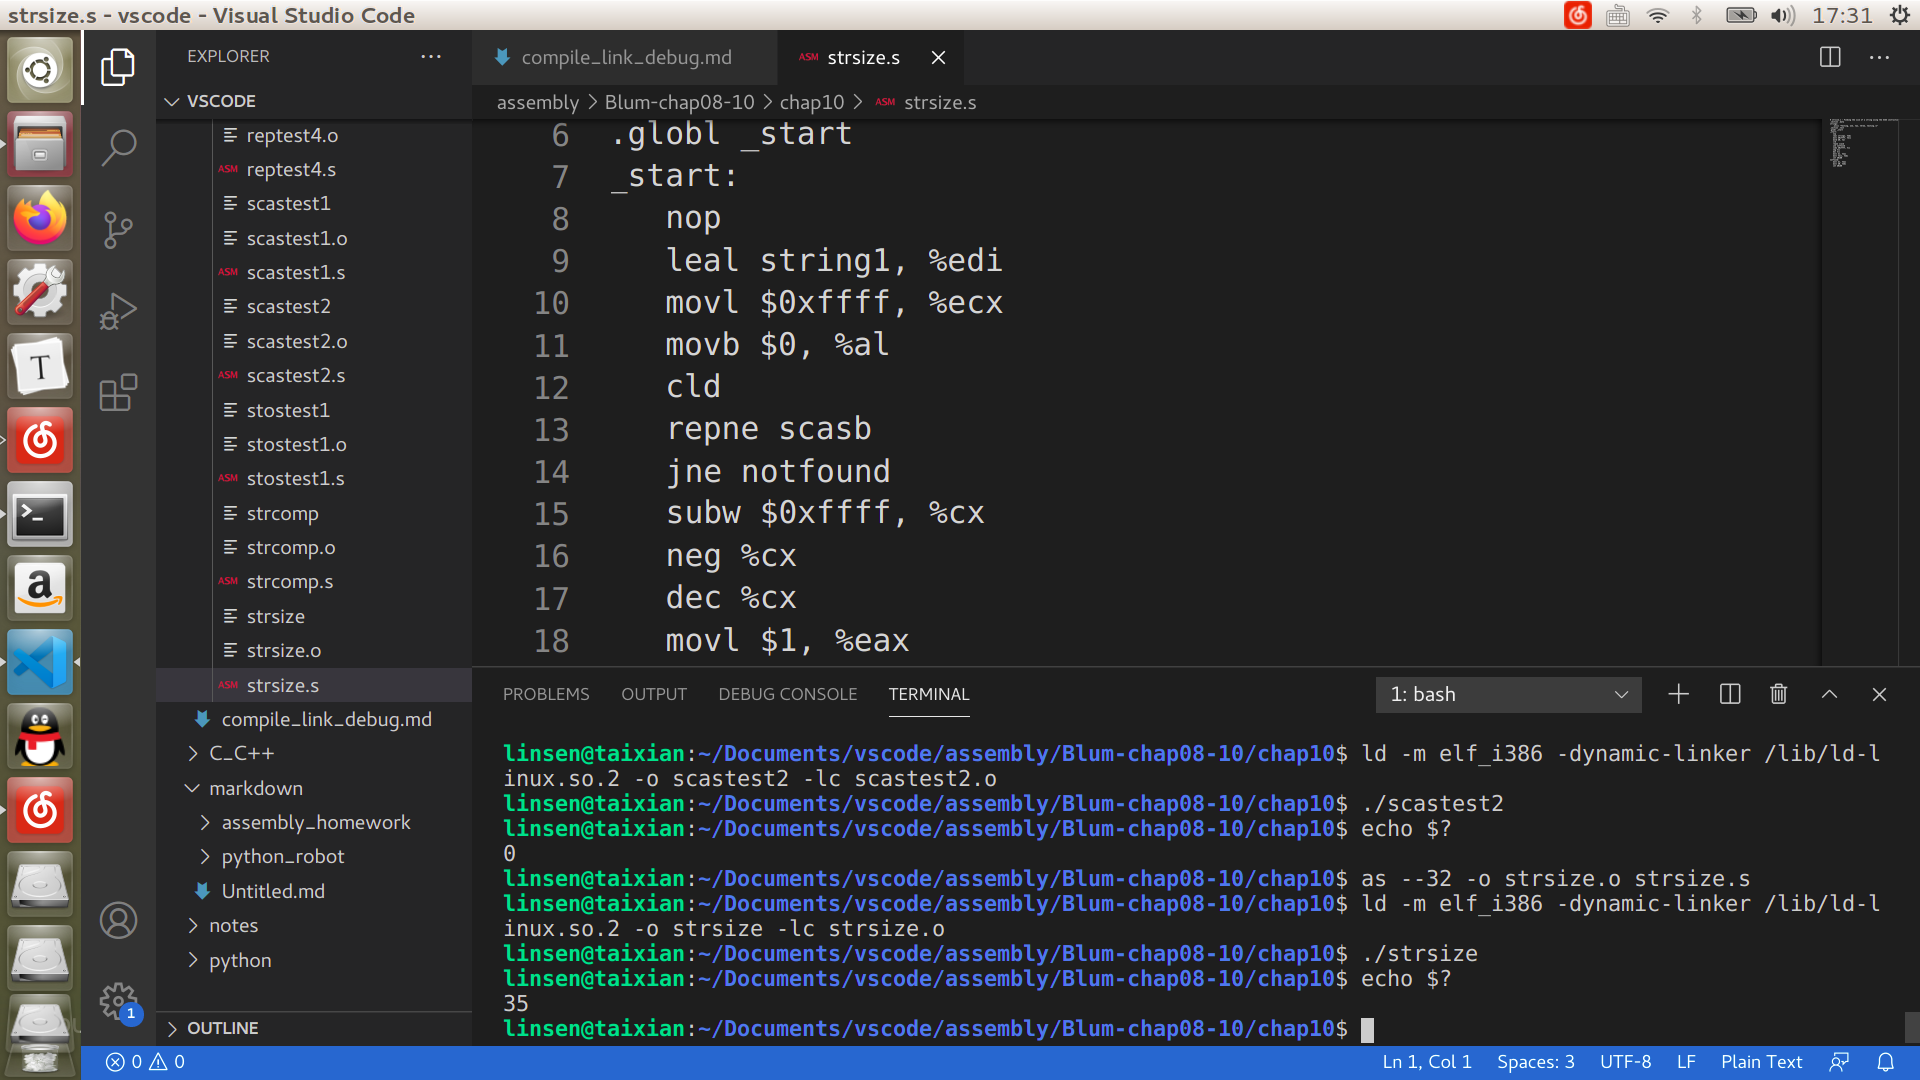 strsize.s - vscode - Visual Studio Code
17:31
EXPLORER
VSCODE
reptest4.o
reptest4.s
scastest1
scastest1.o
scastest1.s
scastest2
scastest2.o
scastest2.s
stostest1
stostest1.o
stostest1.s
strcomp
strcomp.o
strcomp.s
strsize
strsize.o
strsize.s
compile_link_debug.md
C_C++
markdown
assembly_homework
python_robot
Untitled.md
notes
python
OUTLINE
compile_link_debug.md
ASM strsize.s
assembly > Blum-chap08-10 > chap10 > ASM strsize.s
6 .globl _start
7 _start:
8 nop
9 leal string1, %edi
10 movl $0xffff, %ecx
11 movb $0, %al
12 cld
13 repne scasb
14 jne notfound
15 subw $0xffff, %cx
16 neg %cx
17 dec %cx
18 movl $1, %eax
PROBLEMS OUTPUT DEBUG CONSOLE TERMINAL
1: bash
linsen@taixian:~/Documents/vscode/assembly/Blum-chap08-10/chap10$ ld -m elf_i386 -dynamic-linker /lib/ld-l
inux.so.2 -o scastest2 -lc scastest2.o
linsen@taixian:~/Documents/vscode/assembly/Blum-chap08-10/chap10$ ./scastest2
linsen@taixian:~/Documents/vscode/assembly/Blum-chap08-10/chap10$ echo $?
0
linsen@taixian:~/Documents/vscode/assembly/Blum-chap08-10/chap10$ as --32 -o strsize.o strsize.s
linsen@taixian:~/Documents/vscode/assembly/Blum-chap08-10/chap10$ ld -m elf_i386 -dynamic-linker /lib/ld-l
inux.so.2 -o strsize -lc strsize.o
linsen@taixian:~/Documents/vscode/assembly/Blum-chap08-10/chap10$ ./strsize
linsen@taixian:~/Documents/vscode/assembly/Blum-chap08-10/chap10$ echo $?
35
linsen@taixian:~/Documents/vscode/assembly/Blum-chap08-10/chap10$
0 0
Ln 1, Col 1 Spaces: 3 UTF-8 LF Plain Text